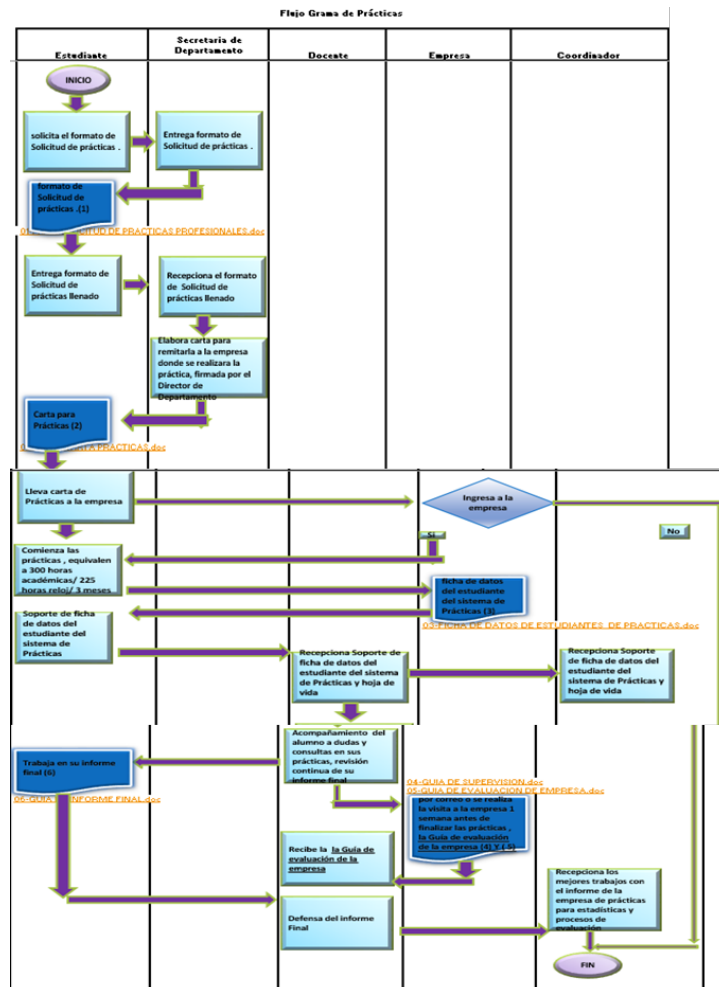 Flujo Grama de Prácticas
Estudiante
Secretaria de
Departamento
Docente
Empresa
Coordinador
INICIO
solicita el formato de
Solicitud de prácticas .
Entrega formato de
Solicitud de prácticas .
formato de
Solicitud de
prácticas .(1)
DE PRACTICAS PROFESIONALES.doc
Entrega formato de
Solicitud de
prácticas llenado
Recepciona el formato
de Solicitud de
prácticas llenado
Elabora carta para
remitarla a la empresa
donde se realizara la
práctica, firmada por el
Director de
Departamento
Carta para
Prácticas (2)
PRACTICAS.doc
Lleva carta de
Prácticas a la empresa
Ingresa a la
empresa
Si
No
Comienza las
prácticas , equivalen
a 300 horas
académicas/ 225
horas reloj/ 3 meses
ficha de datos
del estudiante
del sistema de
Prácticas (3)
03-FICHA DE DATOS DE ESTUDIANTES DE PRACTICAS.doc
Soporte de ficha
de datos del
estudiante del
sistema de
Prácticas
Recepciona Soporte de
ficha de datos del
estudiante del sistema
de Prácticas y hoja de
vida
Recepciona Soporte
de ficha de datos del
estudiante del
sistema de Prácticas y
hoja de vida
Acompañamiento del
alumno a dudas y
consultas en sus
prácticas, revisión
continua de su
informe final
Trabaja en su informe
final (6)
06-GUIA INFORME FINAL.doc
04-GUIA DE SUPERVISION.doc
05-GUIA DE EVALUACION DE EMPRESA.doc
por correo o se realiza
la visita a la empresa 1
semana antes de
finalizar las prácticas ,
la Guía de evaluación
de la empresa (4) Y ( 5)
Recibe la la Guía de
evaluación de la
empresa
Defensa del informe
Final
Recepciona los
mejores trabajos con
el informe de la
empresa de prácticas
para estadísticas y
procesos de
evaluación
FIN